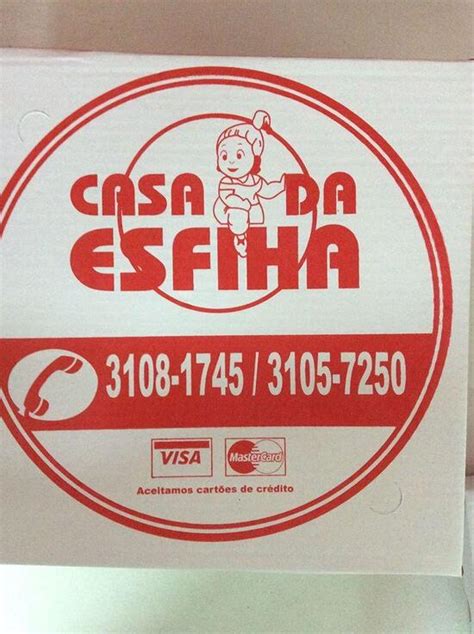 CASA DA
ESFIHA
3108-1745 / 3105-7250
VISA MasterCard
Aceitamos cartões de crédito